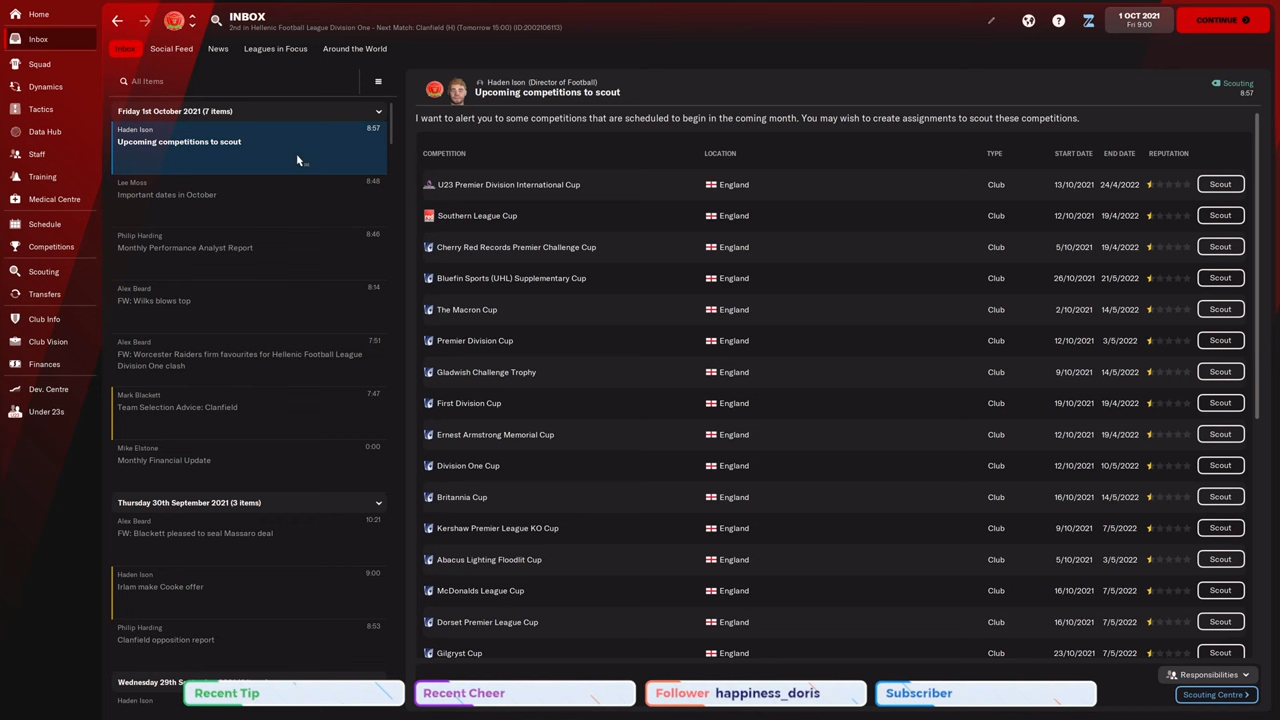 Home
Inbox
Squad
Dynamics
Tactics
Data Hub
Staff
Training
Medical Centre
Schedule
Competitions
Scouting
Transfers
Club Info
Club Vision
Finances
Dev. Centre
Under 23s
INBOX
2nd in Hellenic Football League Division One - Next Match: Clanfield (H) (Tomorrow 15:00) (ID:2002106113)
1 OCT 2021
Fri 9:00
CONTINUE
Inbox Social Feed News Leagues in Focus Around the World
All Items
Friday 1st October 2021 (7 items)
Haden Ison 8:57
Upcoming competitions to scout
Lee Moss 8:48
Important dates in October
Philip Harding 8:46
Monthly Performance Analyst Report
Alex Beard 8:14
FW: Wilks blows top
Alex Beard 7:51
FW: Worcester Raiders firm favourites for Hellenic Football League
Division One clash
Mark Blackett 7:47
Team Selection Advice: Clanfield
Mike Elstone 0:00
Monthly Financial Update
Thursday 30th September 2021 (3 items)
Alex Beard 10:21
FW: Blackett pleased to seal Massaro deal
Haden Ison 9:00
Irlam make Cooke offer
Philip Harding 8:53
Clanfield opposition report
Wednesday 29th S
Haden Ison
Haden Ison (Director of Football)
Upcoming competitions to scout
Scouting
8:57
I want to alert you to some competitions that are scheduled to begin in the coming month. You may wish to create assignments to scout these competitions.
COMPETITION LOCATION TYPE START DATE END DATE REPUTATION
U23 Premier Division International Cup England Club 13/10/2021 24/4/2022 Scout
Southern League Cup England Club 12/10/2021 19/4/2022 Scout
Cherry Red Records Premier Challenge Cup England Club 5/10/2021 19/4/2022 Scout
Bluefin Sports (UHL) Supplementary Cup England Club 26/10/2021 21/5/2022 Scout
The Macron Cup England Club 2/10/2021 14/5/2022 Scout
Premier Division Cup England Club 12/10/2021 3/5/2022 Scout
Gladwish Challenge Trophy England Club 9/10/2021 14/5/2022 Scout
First Division Cup England Club 19/10/2021 19/4/2022 Scout
Ernest Armstrong Memorial Cup England Club 12/10/2021 19/4/2022 Scout
Division One Cup England Club 12/10/2021 10/5/2022 Scout
Britannia Cup England Club 16/10/2021 14/5/2022 Scout
Kershaw Premier League KO Cup England Club 9/10/2021 7/5/2022 Scout
Abacus Lighting Floodlit Cup England Club 5/10/2021 3/5/2022 Scout
McDonalds League Cup England Club 16/10/2021 7/5/2022 Scout
Dorset Premier League Cup England Club 16/10/2021 7/5/2022 Scout
Gilgryst Cup England Club 23/10/2021 7/5/2022 Scout
Responsibilities
Scouting Centre >
Recent Tip
Recent Cheer
Follower happiness_doris
Subscriber